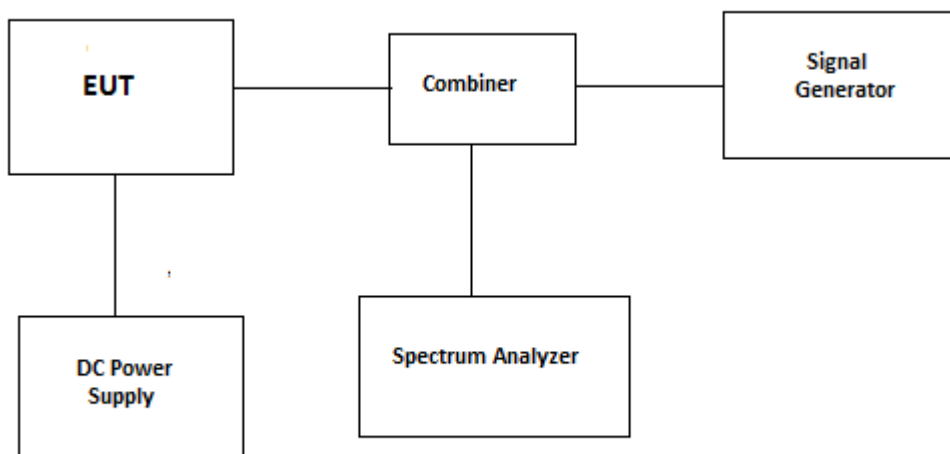 EUT
Combiner
Signal
Generator
DC Power
Supply
Spectrum Analyzer